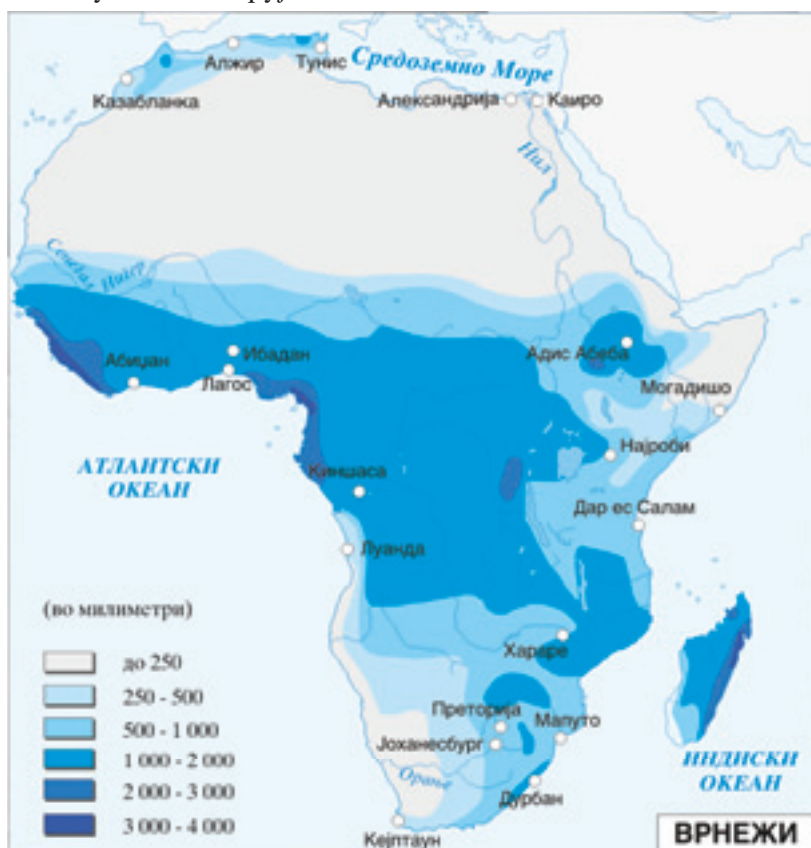 Алжир
Тунис
Средоземно Море
Казабланка
Александрија
Каиро
Нил
Сенегал
Нигер
Абиџан
Ибадан
Лагос
Адис Абеба
Могадишо
АТЛАНТСКИ
ОКЕАН
Киншаса
Најроби
Дар ес Салам
Луанда
(во милиметри)
до 250
250 - 500
500 - 1 000
1 000 - 2 000
2 000 - 3 000
3 000 - 4 000
Хараре
Преторија
Мапуто
Јоханесбург
Орање
Дурбан
Кејптаун
ИНДИСКИ
ОКЕАН
ВРНЕЖИ